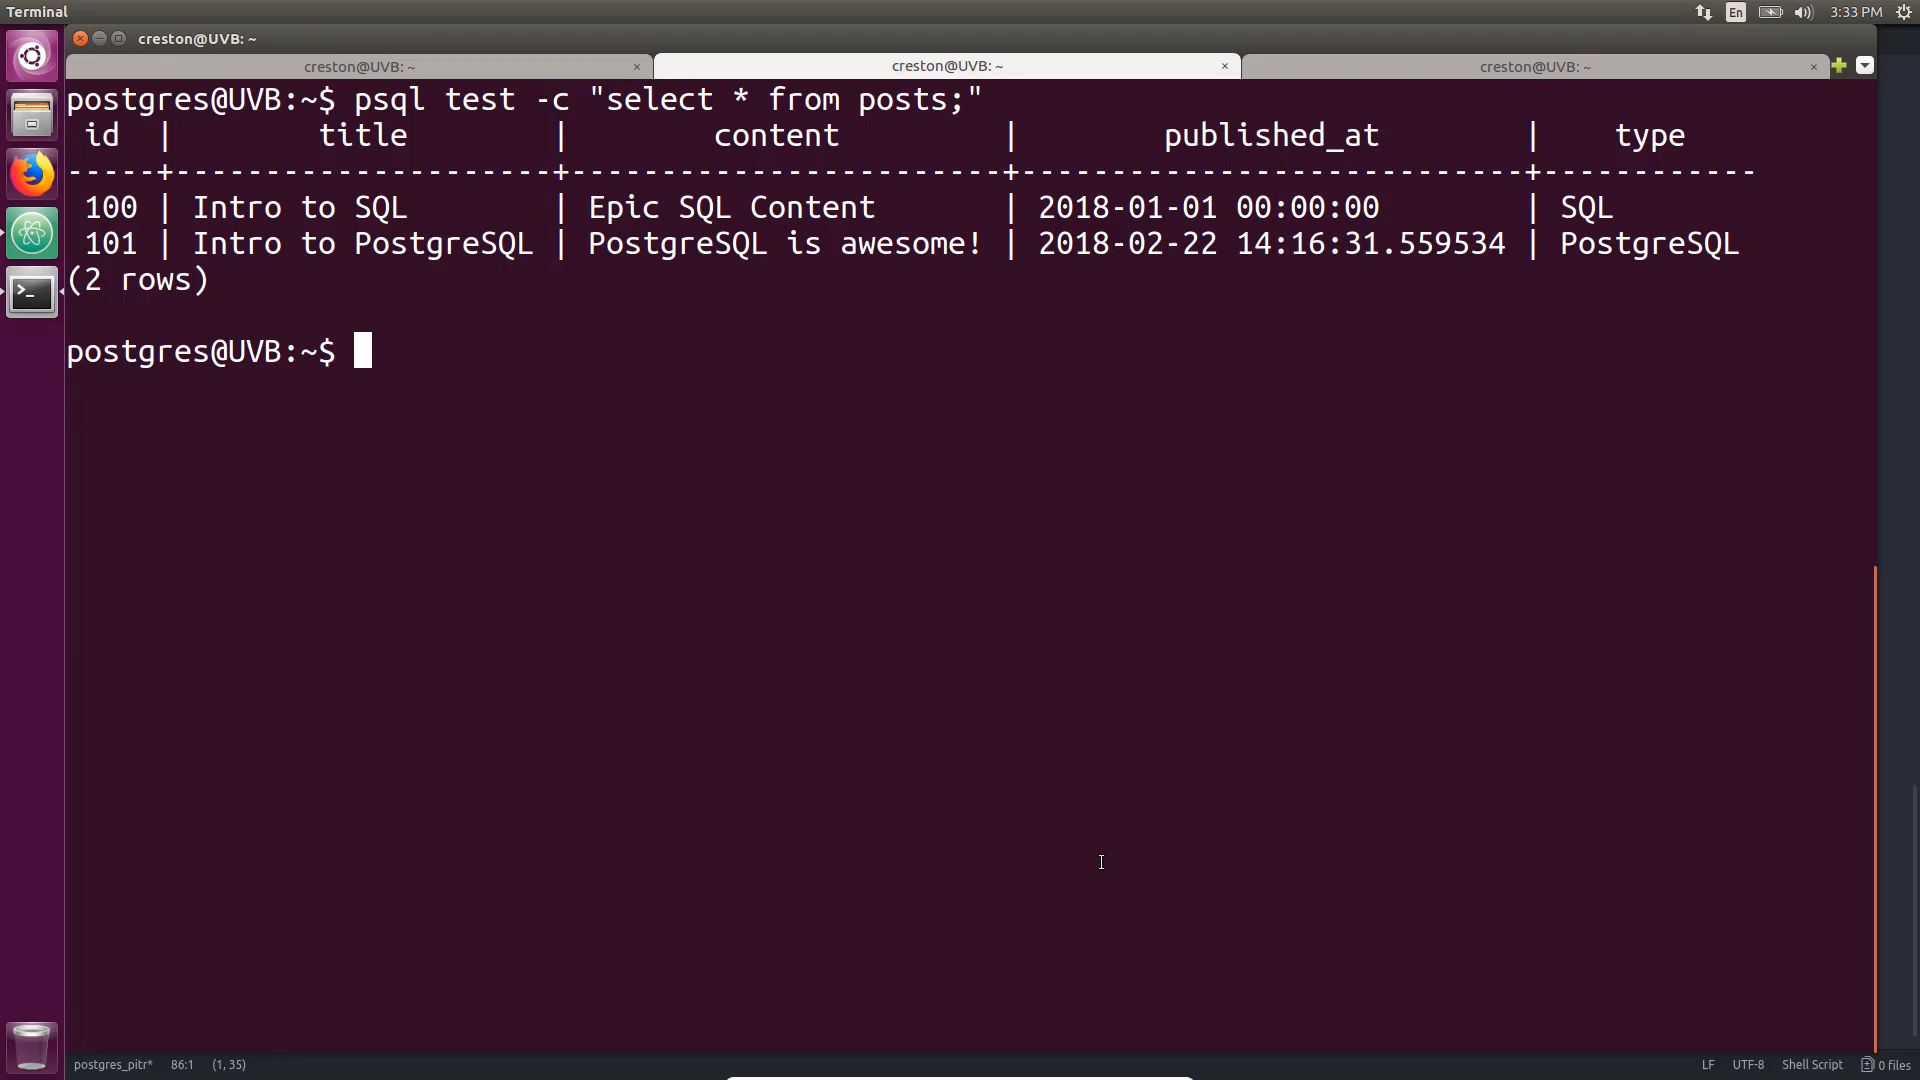 Terminal
En 3:33 PM
creston@UVB: ~
creston@UVB: ~ × creston@UVB: ~ × creston@UVB: ~ ×
postgres@UVB:~$ psql test -c "select * from posts;"
 id  |        title        |        content         |        published_at        |    type
-----+---------------------+------------------------+----------------------------+------------
 100 | Intro to SQL        | Epic SQL Content       | 2018-01-01 00:00:00        | SQL
 101 | Intro to PostgreSQL | PostgreSQL is awesome! | 2018-02-22 14:16:31.559534 | PostgreSQL
(2 rows)
postgres@UVB:~$
postgres_pitr* 86:1 (1, 35) LF UTF-8 Shell Script 0 files